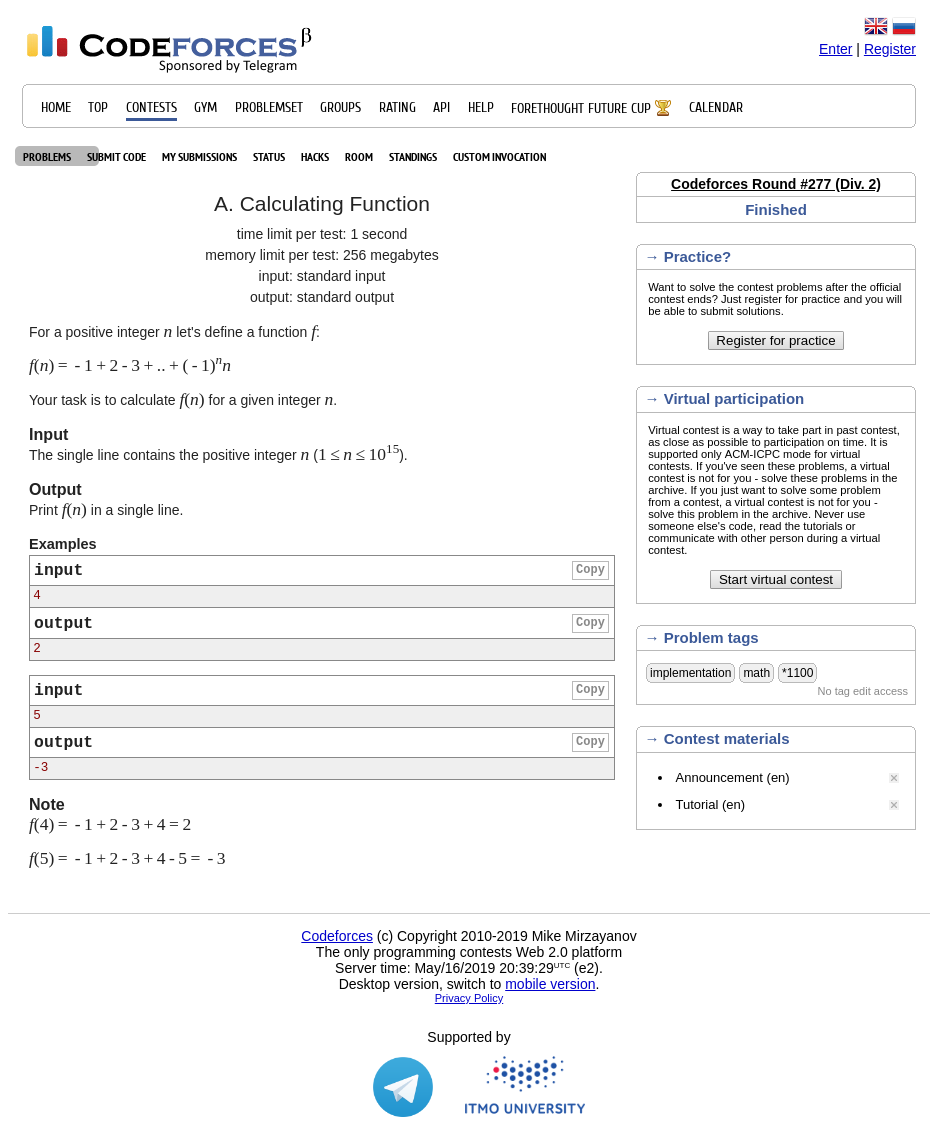 CODEFORCES β
Sponsored by Telegram
Enter | Register
HOME TOP CONTESTS GYM PROBLEMSET GROUPS RATING API HELP FORETHOUGHT FUTURE CUP CALENDAR
PROBLEMS SUBMIT CODE MY SUBMISSIONS STATUS HACKS ROOM STANDINGS CUSTOM INVOCATION
A. Calculating Function
time limit per test: 1 second
memory limit per test: 256 megabytes
input: standard input
output: standard output
For a positive integer n let's define a function f:
f(n) = - 1 + 2 - 3 + .. + ( - 1)ⁿn
Your task is to calculate f(n) for a given integer n.
Input
The single line contains the positive integer n (1 ≤ n ≤ 10¹⁵).
Output
Print f(n) in a single line.
Examples
input Copy
4
output Copy
2
input Copy
5
output Copy
-3
Note
f(4) = - 1 + 2 - 3 + 4 = 2
f(5) = - 1 + 2 - 3 + 4 - 5 = - 3
Codeforces Round #277 (Div. 2)
Finished
→ Practice?
Want to solve the contest problems after the official
contest ends? Just register for practice and you will
be able to submit solutions.
Register for practice
→ Virtual participation
Virtual contest is a way to take part in past contest,
as close as possible to participation on time. It is
supported only ACM-ICPC mode for virtual
contests. If you've seen these problems, a virtual
contest is not for you - solve these problems in the
archive. If you just want to solve some problem
from a contest, a virtual contest is not for you -
solve this problem in the archive. Never use
someone else's code, read the tutorials or
communicate with other person during a virtual
contest.
Start virtual contest
→ Problem tags
implementation math *1100
No tag edit access
→ Contest materials
Announcement (en)
Tutorial (en)
Codeforces (c) Copyright 2010-2019 Mike Mirzayanov
The only programming contests Web 2.0 platform
Server time: May/16/2019 20:39:29UTC (e2).
Desktop version, switch to mobile version.
Privacy Policy
Supported by
ITMO UNIVERSITY